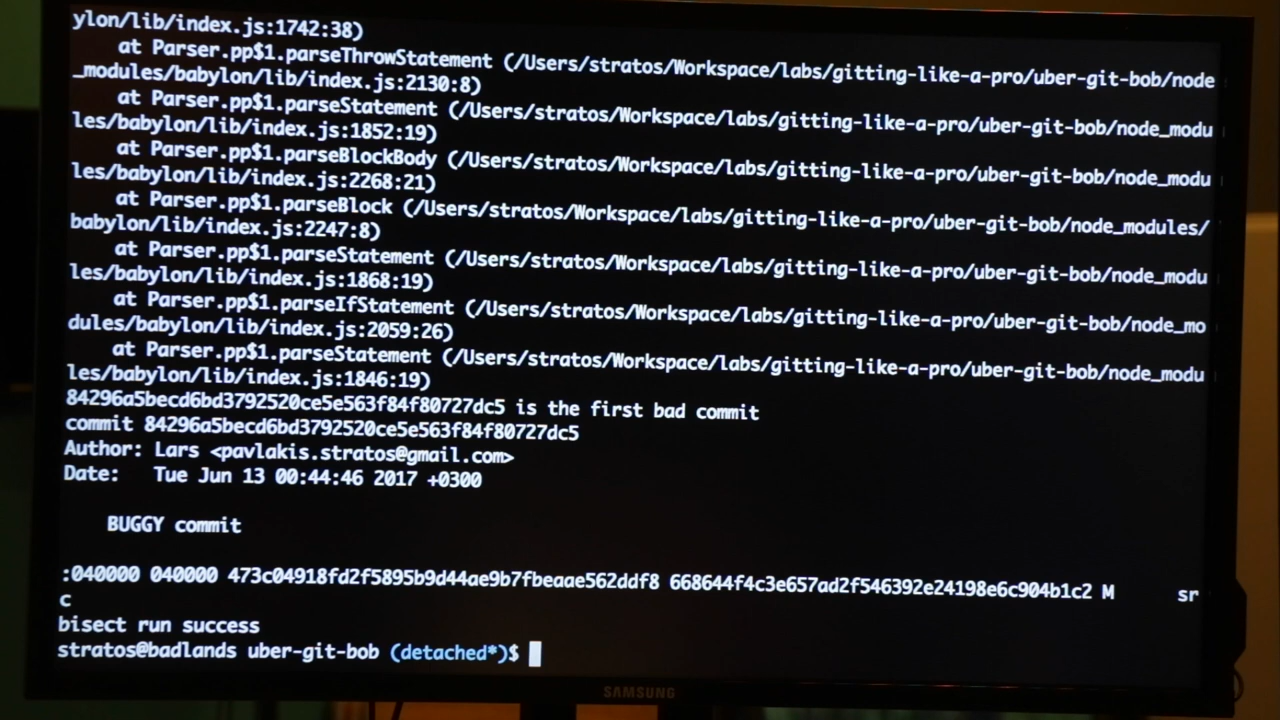 ylon/lib/index.js:1742:38)
    at Parser.pp$1.parseThrowStatement (/Users/stratos/Workspace/labs/gitting-like-a-pro/uber-git-bob/node
_modules/babylon/lib/index.js:2130:8)
    at Parser.pp$1.parseStatement (/Users/stratos/Workspace/labs/gitting-like-a-pro/uber-git-bob/node_modu
les/babylon/lib/index.js:1852:19)
    at Parser.pp$1.parseBlockBody (/Users/stratos/Workspace/labs/gitting-like-a-pro/uber-git-bob/node_modu
les/babylon/lib/index.js:2268:21)
    at Parser.pp$1.parseBlock (/Users/stratos/Workspace/labs/gitting-like-a-pro/uber-git-bob/node_modules/
babylon/lib/index.js:2247:8)
    at Parser.pp$1.parseStatement (/Users/stratos/Workspace/labs/gitting-like-a-pro/uber-git-bob/node_modu
les/babylon/lib/index.js:1868:19)
    at Parser.pp$1.parseIfStatement (/Users/stratos/Workspace/labs/gitting-like-a-pro/uber-git-bob/node_mo
dules/babylon/lib/index.js:2059:26)
    at Parser.pp$1.parseStatement (/Users/stratos/Workspace/labs/gitting-like-a-pro/uber-git-bob/node_modu
les/babylon/lib/index.js:1846:19)
84296a5becd6bd3792520ce5e563f84f80727dc5 is the first bad commit
commit 84296a5becd6bd3792520ce5e563f84f80727dc5
Author: Lars <pavlakis.stratos@gmail.com>
Date:   Tue Jun 13 00:44:46 2017 +0300
    BUGGY commit
:040000 040000 473c04918fd2f5895b9d44ae9b7fbeaae562ddf8 668644f4c3e657ad2f546392e24198e6c904b1c2 M      sr
c
bisect run success
stratos@badlands uber-git-bob (detached*)$
SAMSUNG